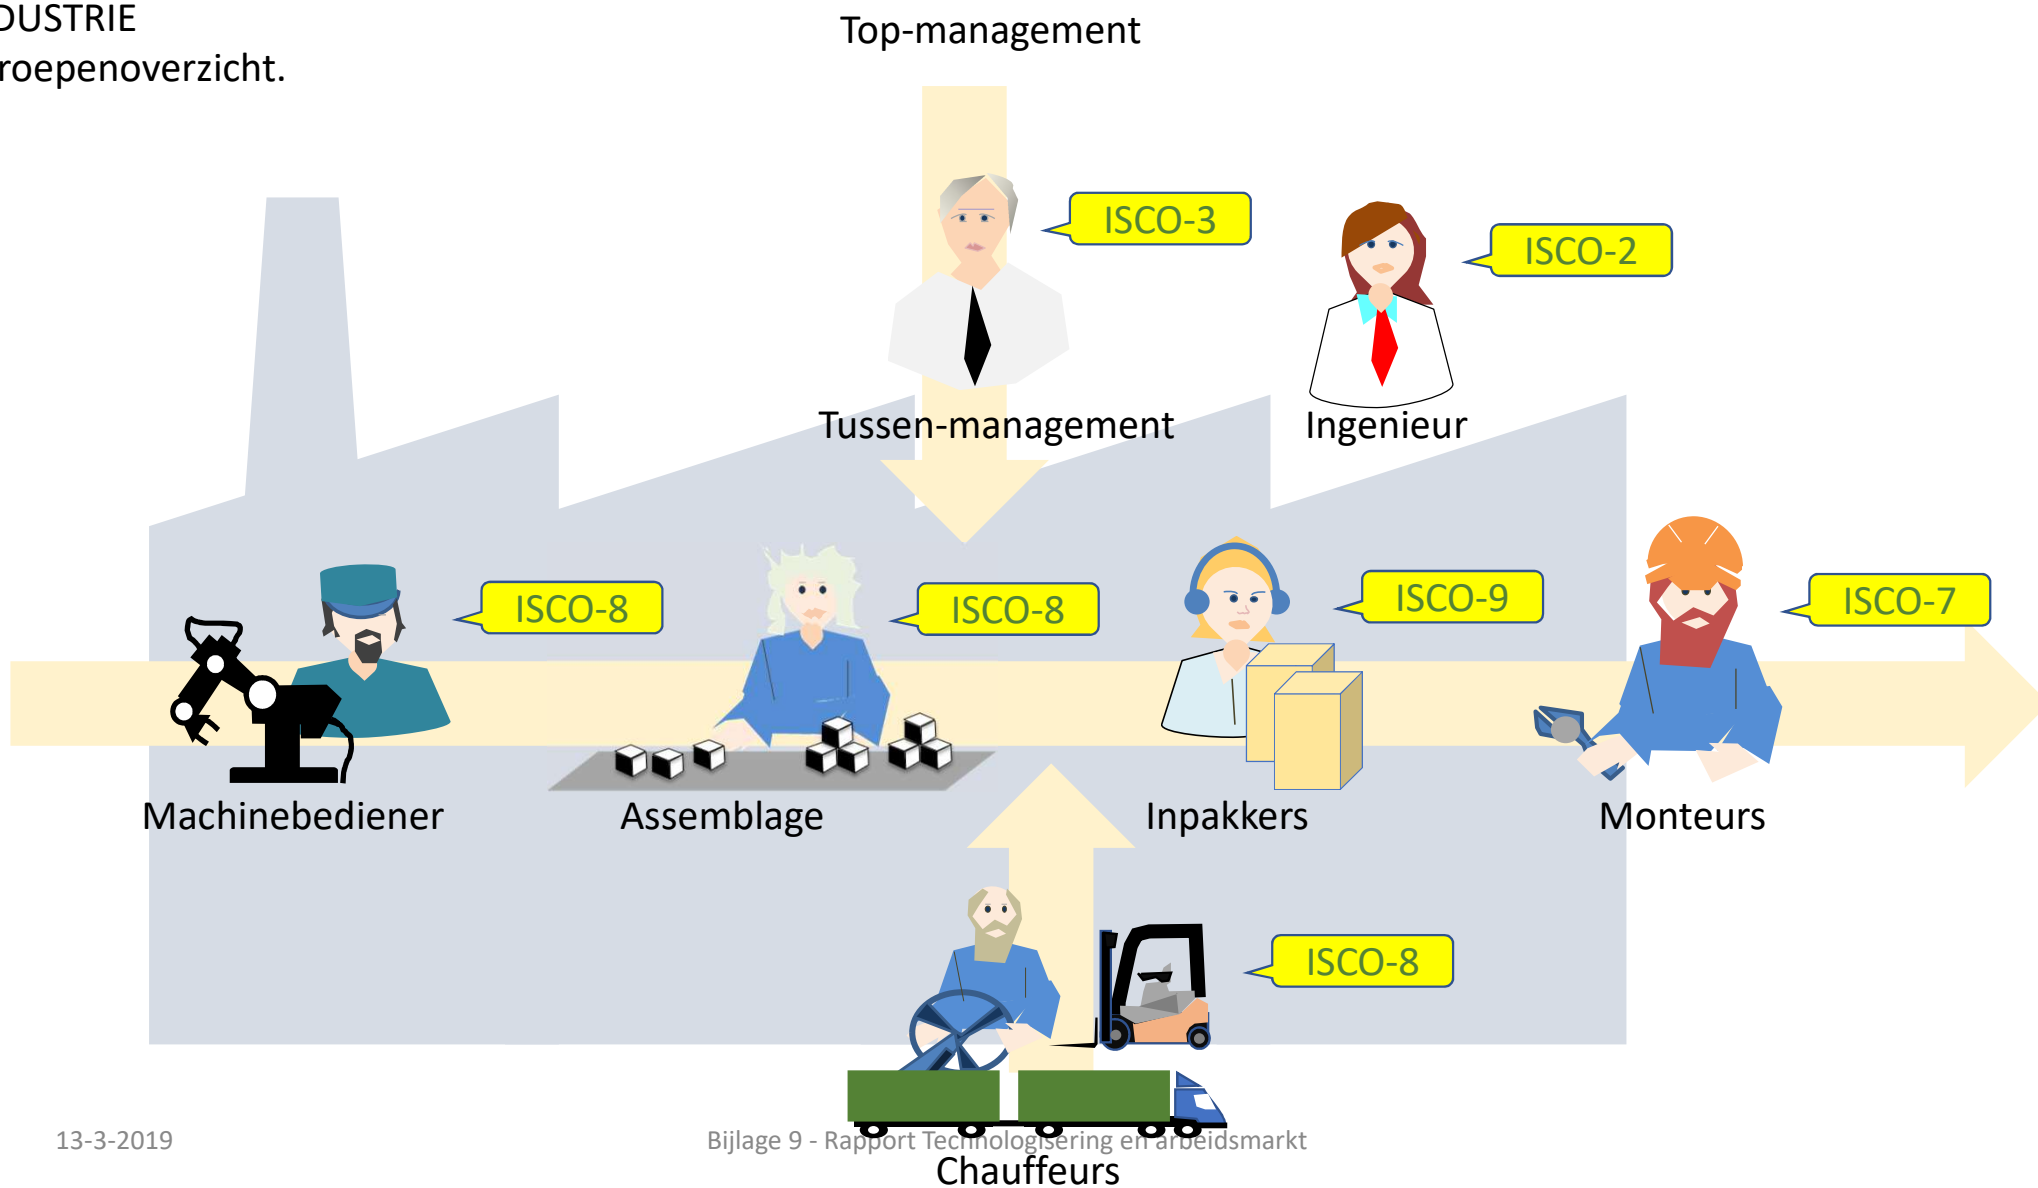 DUSTRIE
roepenoverzicht.
Top-management
ISCO-3
ISCO-2
Tussen-management
Ingenieur
ISCO-8
ISCO-8
ISCO-9
ISCO-7
Machinebediener
Assemblage
Inpakkers
Monteurs
ISCO-8
13-3-2019
Bijlage 9 - Rapport Technologisering en arbeidsmarkt
Chauffeurs